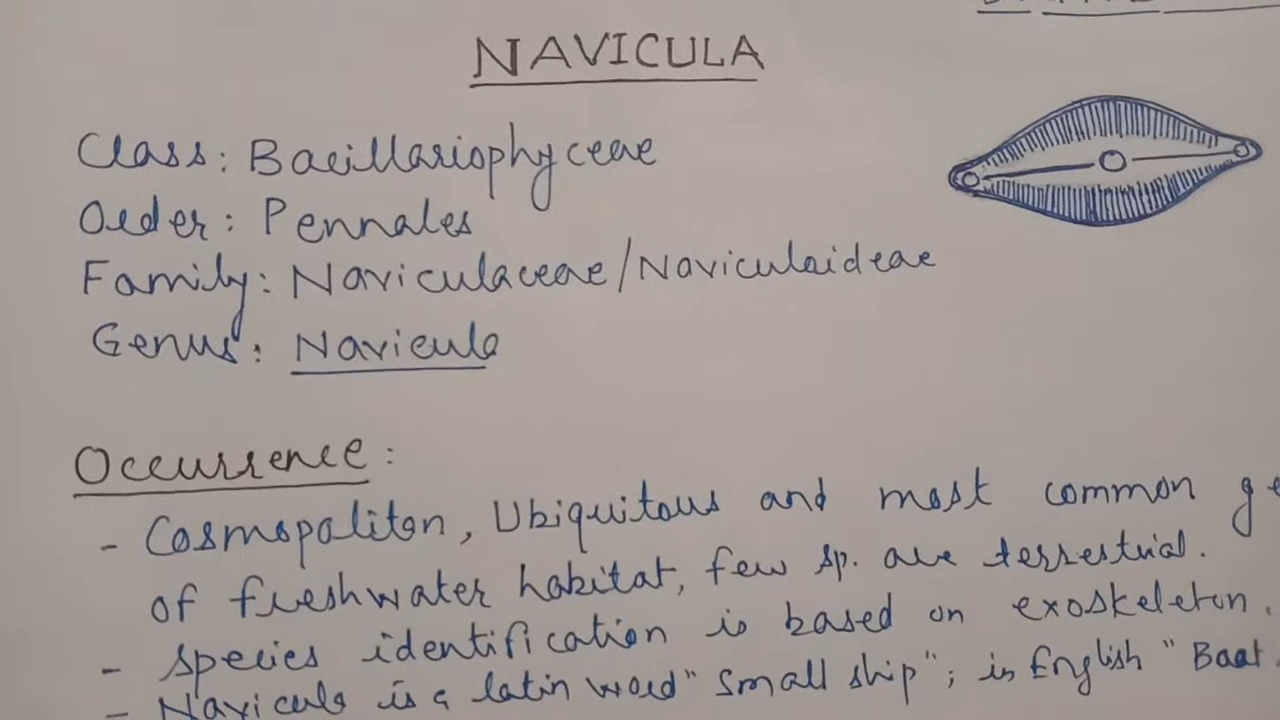 NAVICULA
Class: Bacillariophyceae
Order: Pennales
Family: Naviculaceae/Naviculaideae
Genus: Navicula
Occurrence:
- Cosmopoliton, Ubiquitous and most common
of freshwater habitat, few sp. are terrestrial.
- Species identification is based on exoskeleton.
- Navicula is a latin word "small ship"; in English "Boat